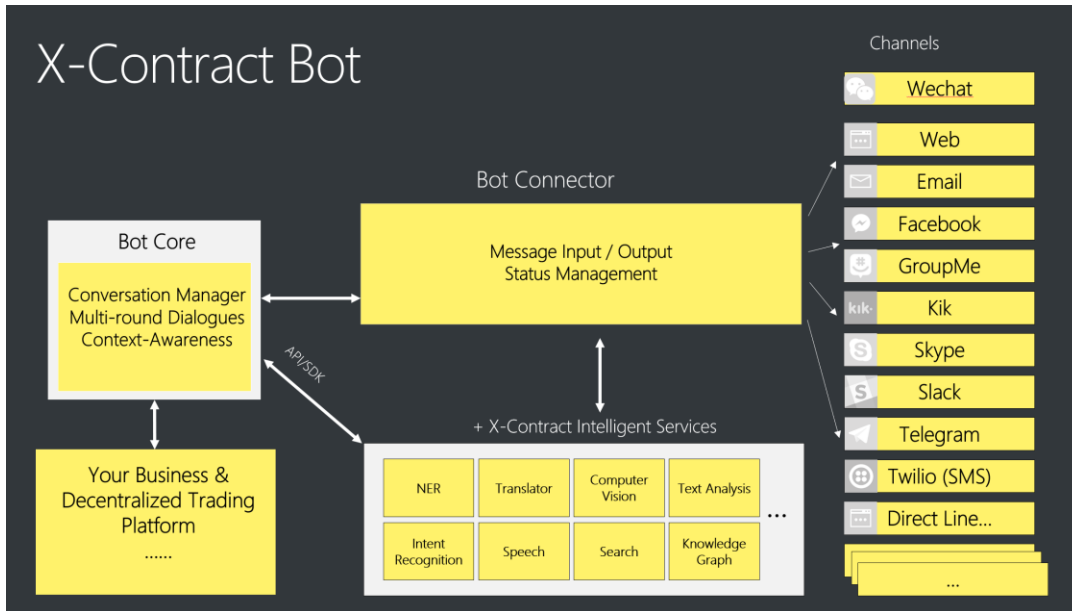 X-Contract Bot
Channels
Wechat
Web
Email
Facebook
GroupMe
kik·
Kik
Skype
S
Slack
Telegram
Twilio (SMS)
Direct Line...
...
Bot Connector
Message Input / Output
Status Management
Bot Core
Conversation Manager
Multi-round Dialogues
Context-Awareness
API/SDK
Your Business &
Decentralized Trading
Platform
......
+ X-Contract Intelligent Services
NER
Translator
Computer
Vision
Text Analysis
...
Intent
Recognition
Speech
Search
Knowledge
Graph